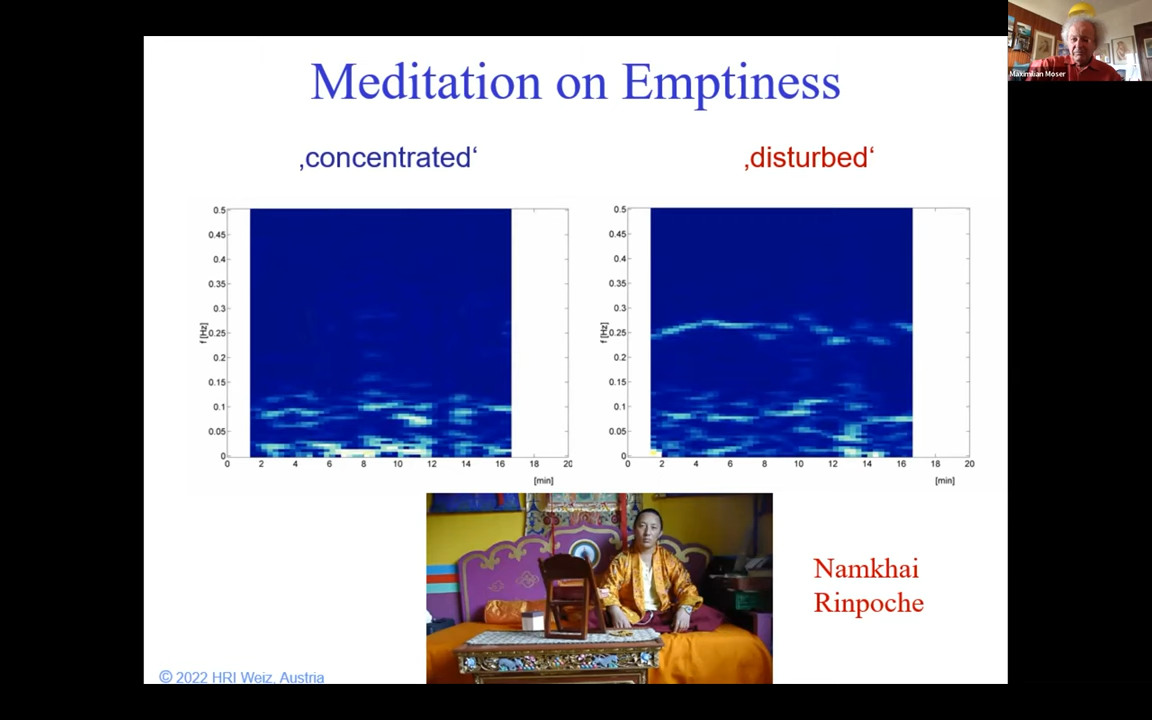 Maximilian Moser
Meditation on Emptiness
‚concentrated‘
‚disturbed‘
0.5
0.45
0.4
0.35
0.3
0.25
0.2
0.15
0.1
0.05
0
f [Hz]
0 2 4 6 8 10 12 14 16 18 20
[min]
0.5
0.45
0.4
0.35
0.3
0.25
0.2
0.15
0.1
0.05
0
f [Hz]
0 2 4 6 8 10 12 14 16 18 20
[min]
Namkhai
Rinpoche
© 2022 HRI Weiz, Austria